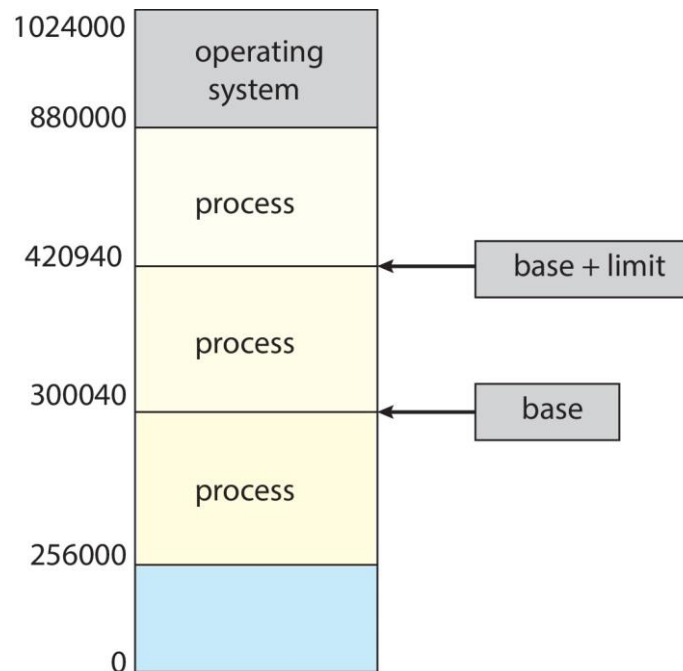 1024000
operating
system
880000
process
420940
base + limit
process
300040
base
process
256000
0